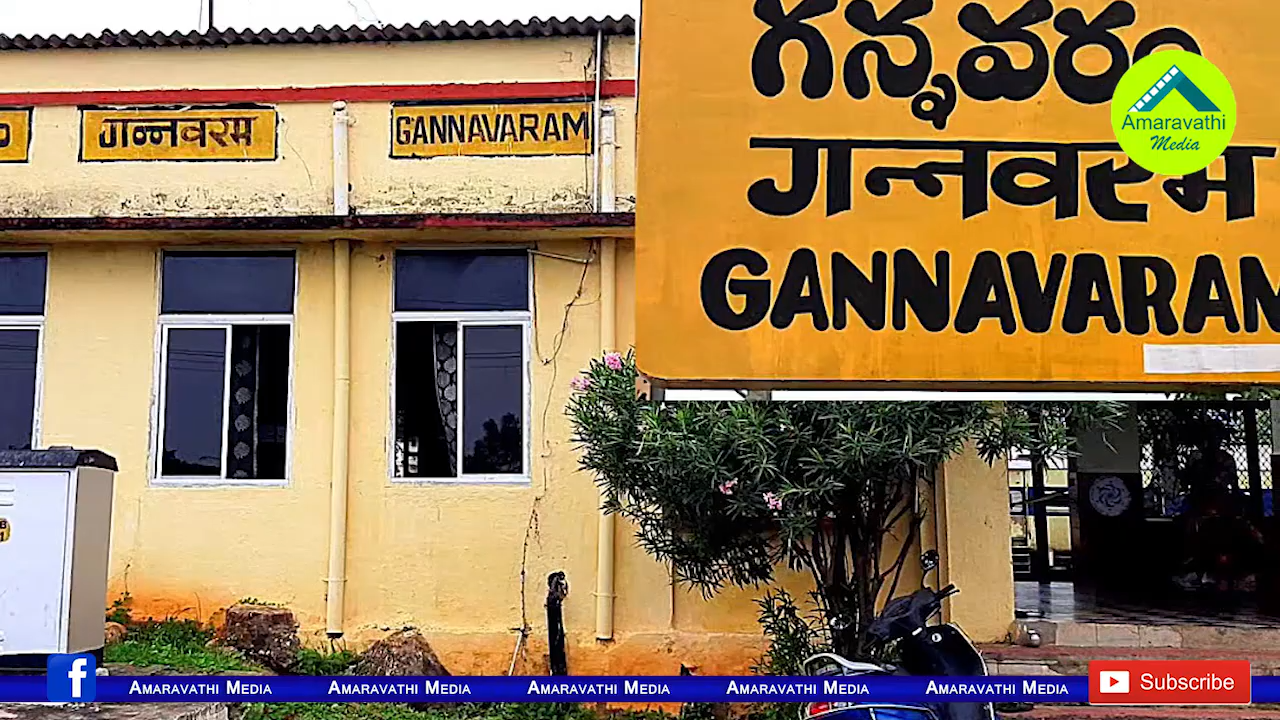 गन्नवरम
GANNAVARAM
గన్నవరం
गन्नवरम
GANNAVARAM
Amaravathi
Media
Amaravathi Media Amaravathi Media Amaravathi Media Amaravathi Media Amaravathi Media
Subscribe